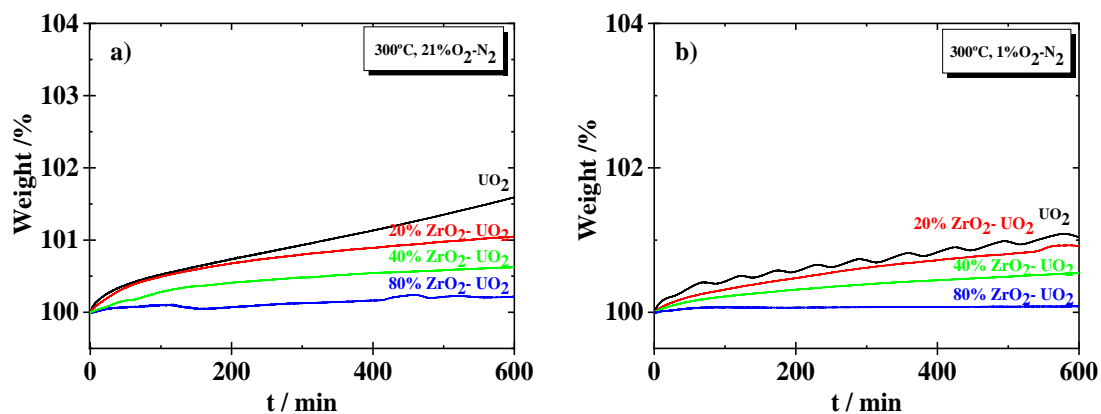 104
103
102
101
100
Weight /%
a)
300ºC, 21%O₂-N₂
UO₂
20% ZrO₂- UO₂
40% ZrO₂- UO₂
80% ZrO₂- UO₂
0
200
400
600
t / min
104
102
100
Weight /%
b)
300ºC, 1%O₂-N₂
20% ZrO₂- UO₂
UO₂
40% ZrO₂- UO₂
80% ZrO₂- UO₂
0
200
400
600
t / min